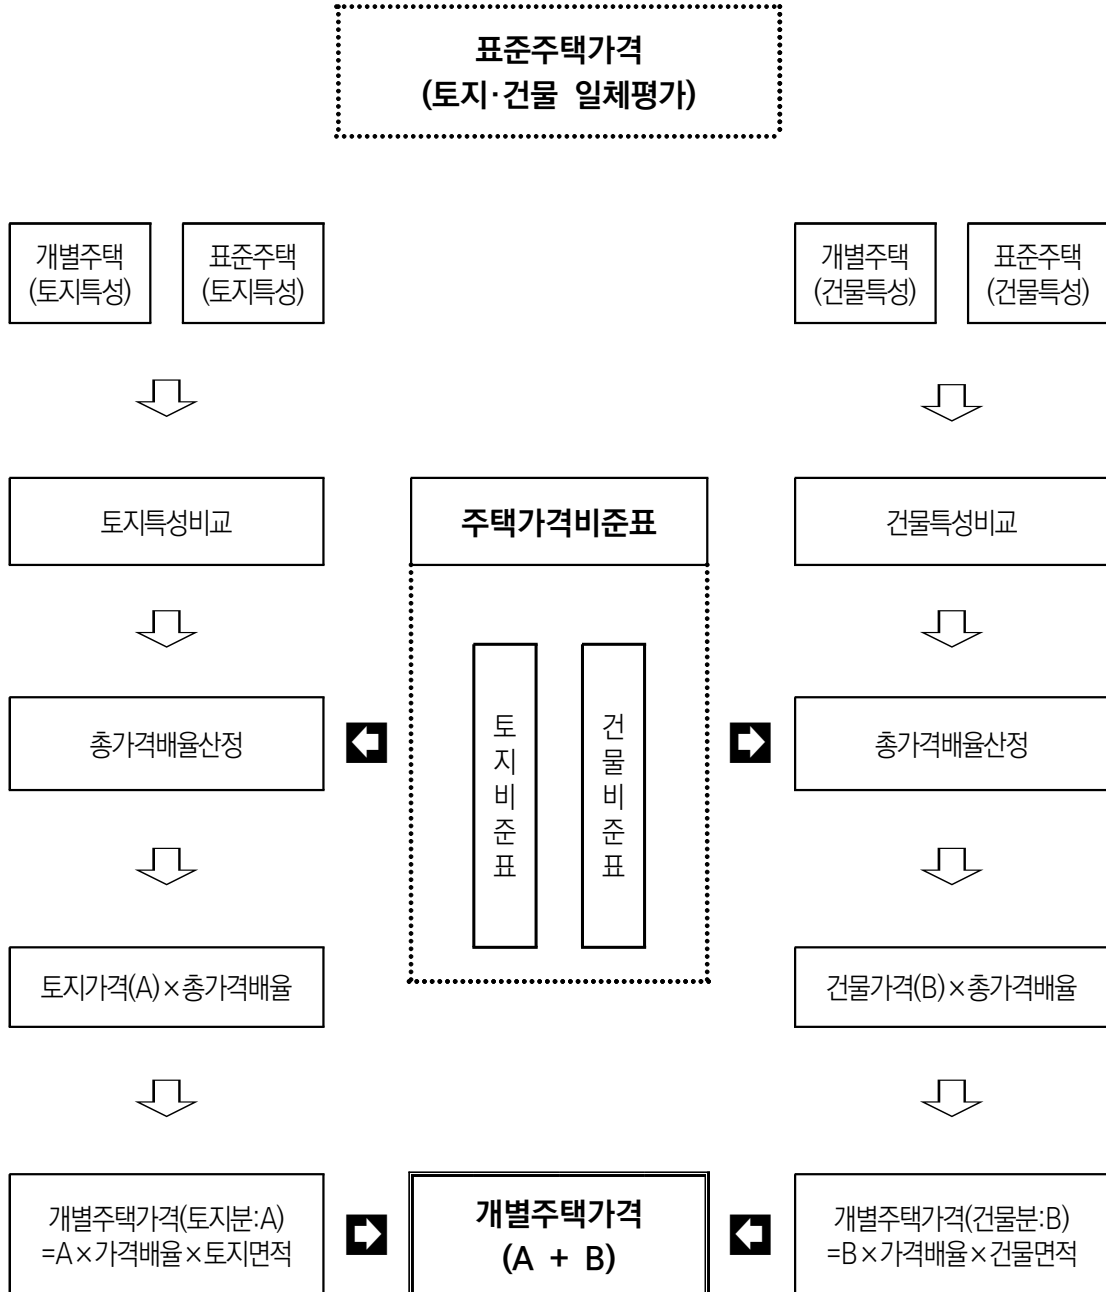 표준주택가격
(토지·건물 일체평가)
개별주택
(토지특성)
표준주택
(토지특성)
개별주택
(건물특성)
표준주택
(건물특성)
토지특성비교
주택가격비준표
건물특성비교
총가격배율산정
토지비준표
건물비준표
총가격배율산정
토지가격(A)×총가격배율
건물가격(B)×총가격배율
개별주택가격(토지분:A)
=A×가격배율×토지면적
개별주택가격
(A + B)
개별주택가격(건물분:B)
=B×가격배율×건물면적